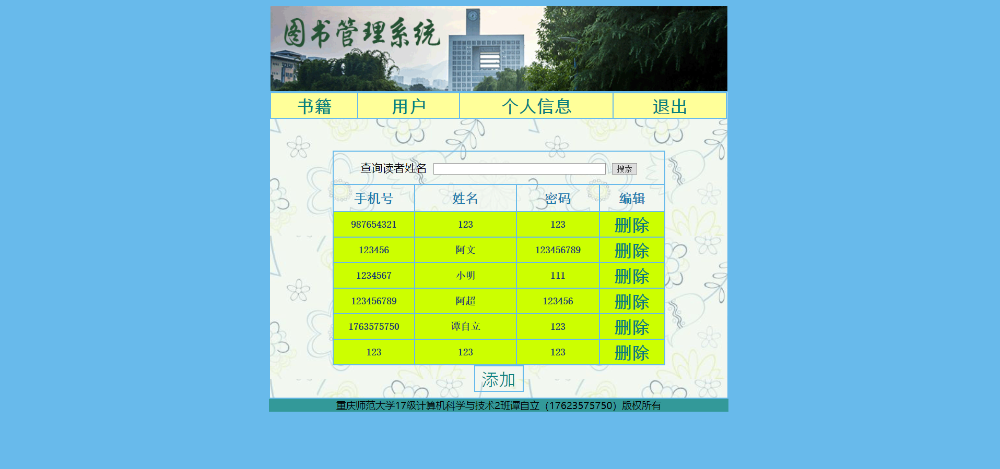 图书管理系统
书籍 用户 个人信息 退出
查询读者姓名 搜索
手机号 姓名 密码 编辑
987654321 123 123 删除
123456 阿文 123456789 删除
1234567 小明 111 删除
123456789 阿超 123456 删除
1763575750 谭自立 123 删除
123 123 123 删除
添加
重庆师范大学17级计算机科学与技术2班谭自立（17623575750）版权所有